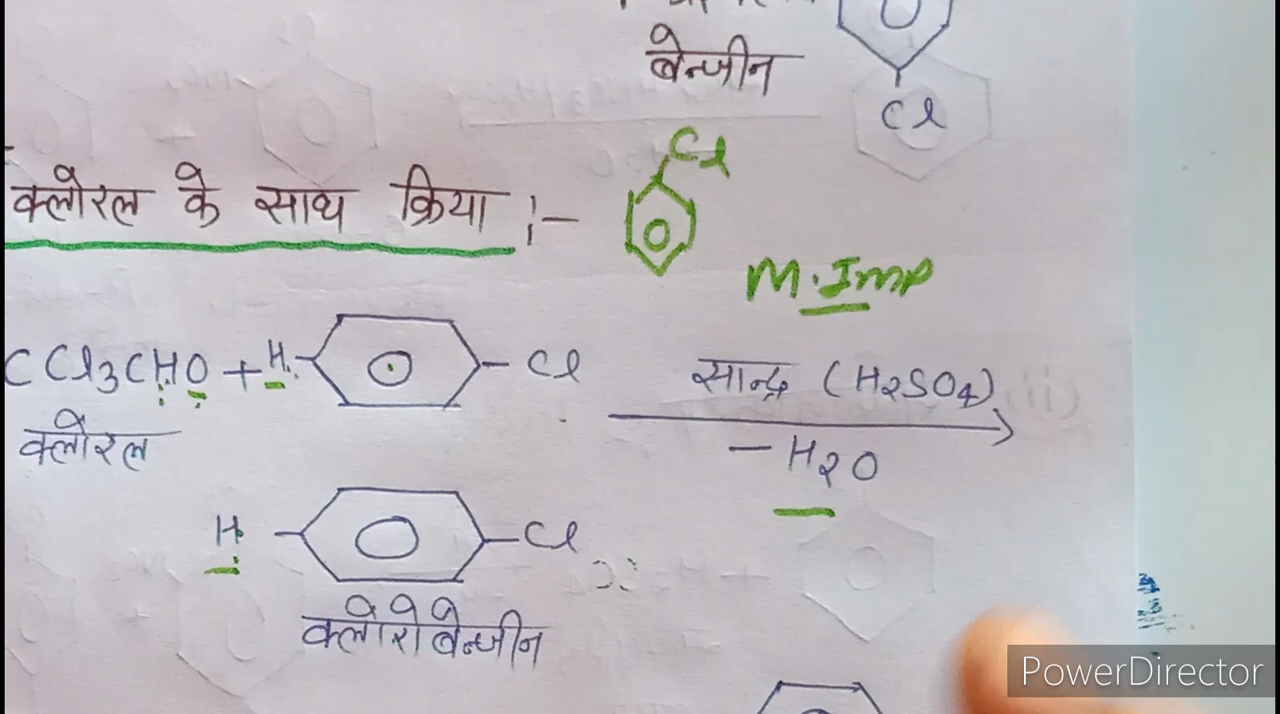 बेन्जीन
Cl
Cl
क्लोरल के साथ क्रिया :-
M. Imp
CCl3CHO + H- -Cl सान्द्र (H2SO4)
क्लोरल
- H2O
H - -Cl
क्लोरोबेन्जीन
PowerDirector